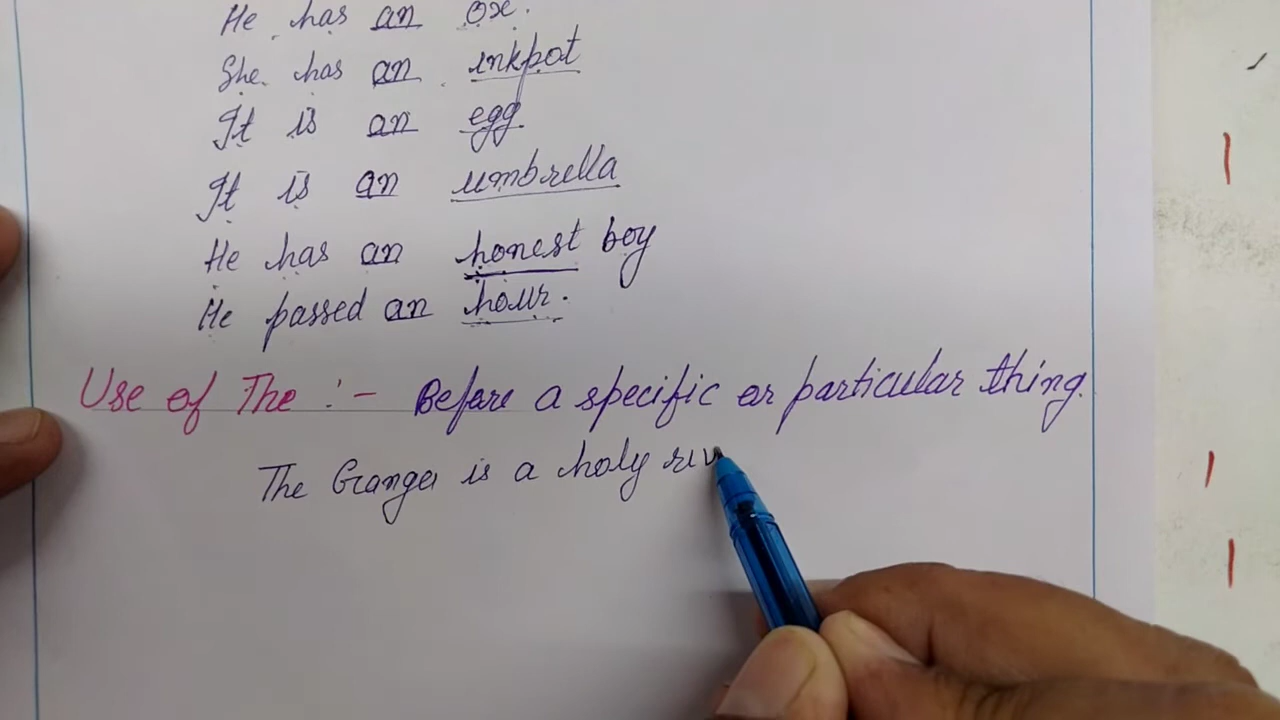 He has an Ox.
She has an inkpot
It is an egg
It is an umbrella
He has an honest boy
He passed an hour.
Use of The :- Before a specific or particular thing.
The Ganges is a holy riv